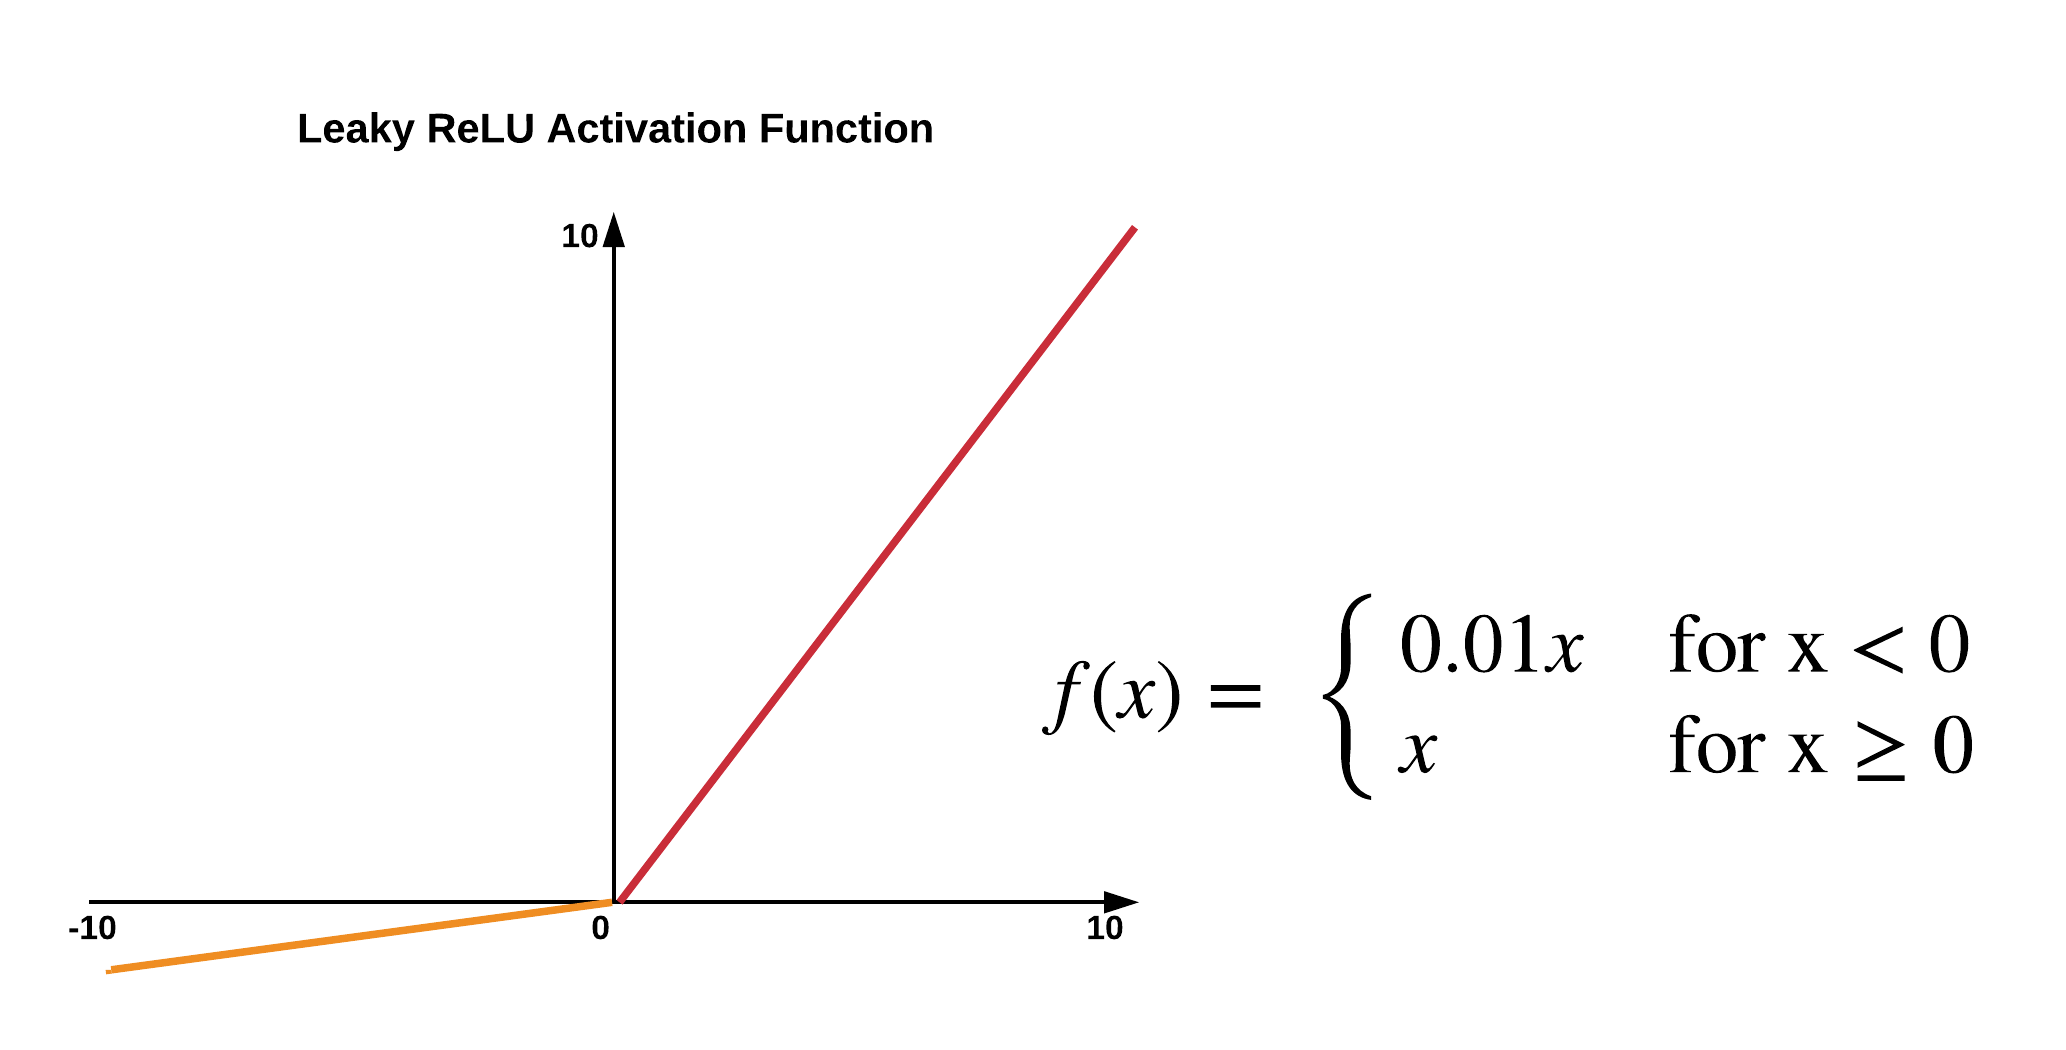 Leaky ReLU Activation Function
10
f(x) = { 0.01x for x < 0
x for x ≥ 0
-10 0 10